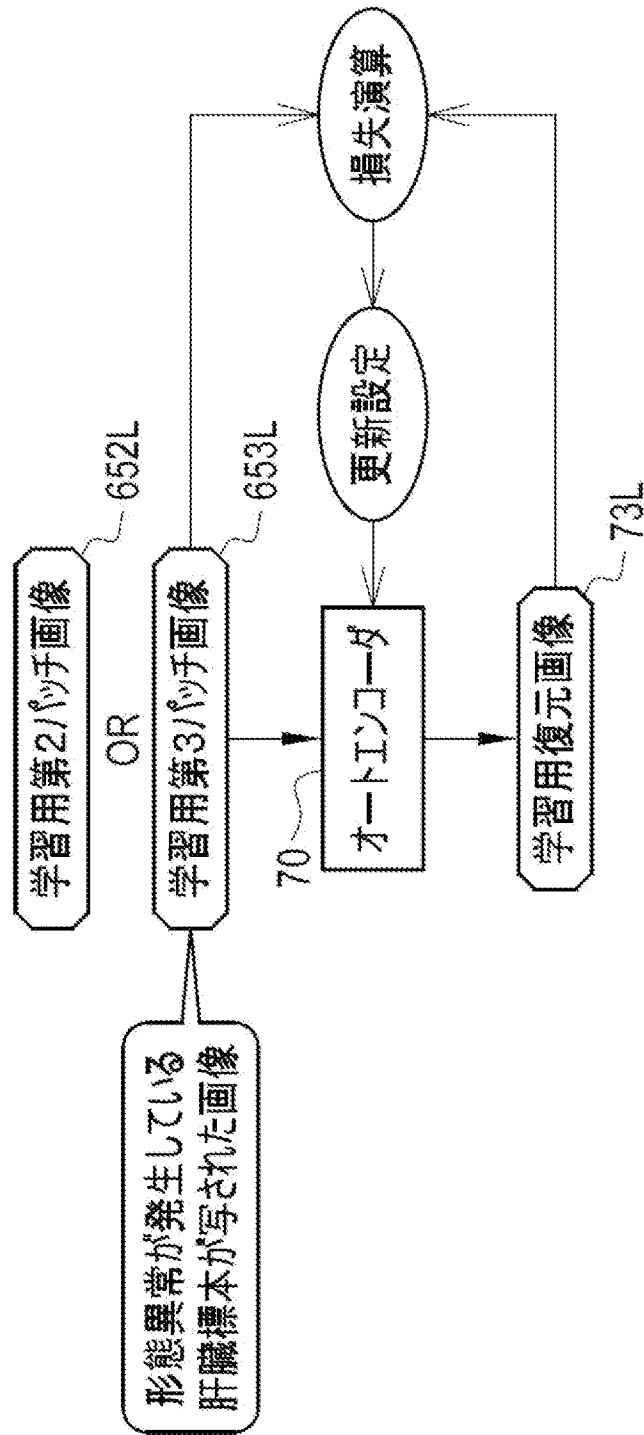 学習用第2パッチ画像
652L
OR
形態異常が発生している
肝臓標本が写された画像
学習用第3パッチ画像
653L
70
オートエンコーダ
更新設定
損失演算
学習用復元画像
73L